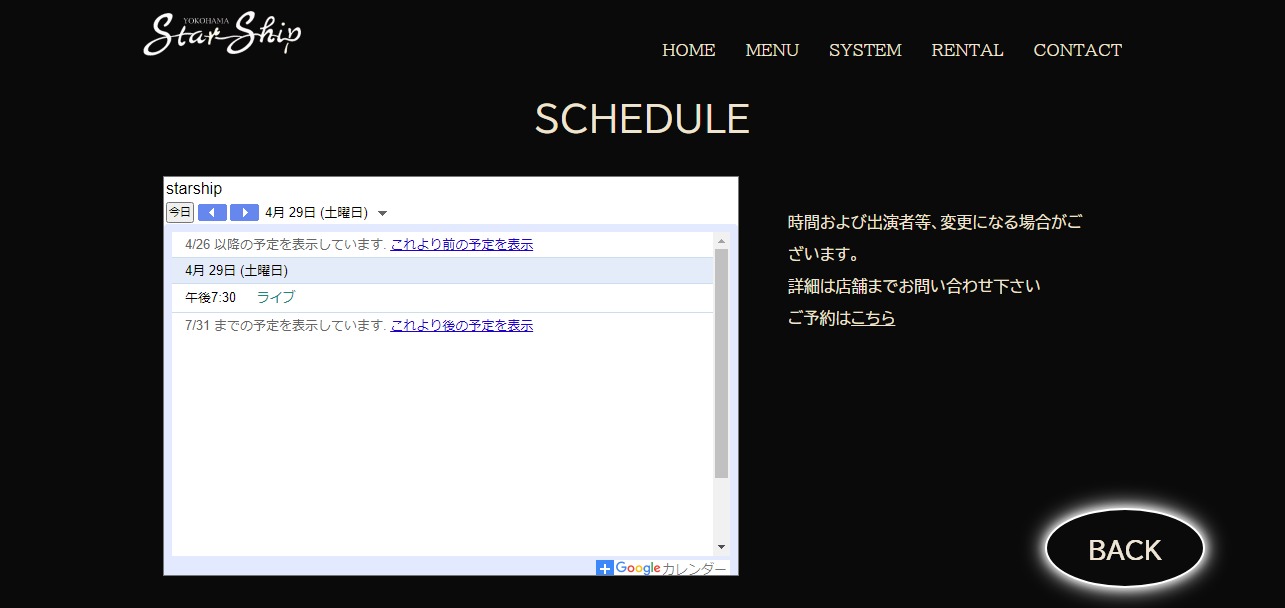 YOKOHAMA
Star Ship
HOME MENU SYSTEM RENTAL CONTACT
SCHEDULE
starship
今日 4月 29日 (土曜日)
4/26 以降の予定を表示しています. これより前の予定を表示
4月 29日 (土曜日)
午後7:30 ライブ
7/31 までの予定を表示しています. これより後の予定を表示
Googleカレンダー
時間および出演者等、変更になる場合がご
ざいます。
詳細は店舗までお問い合わせ下さい
ご予約はこちら
BACK